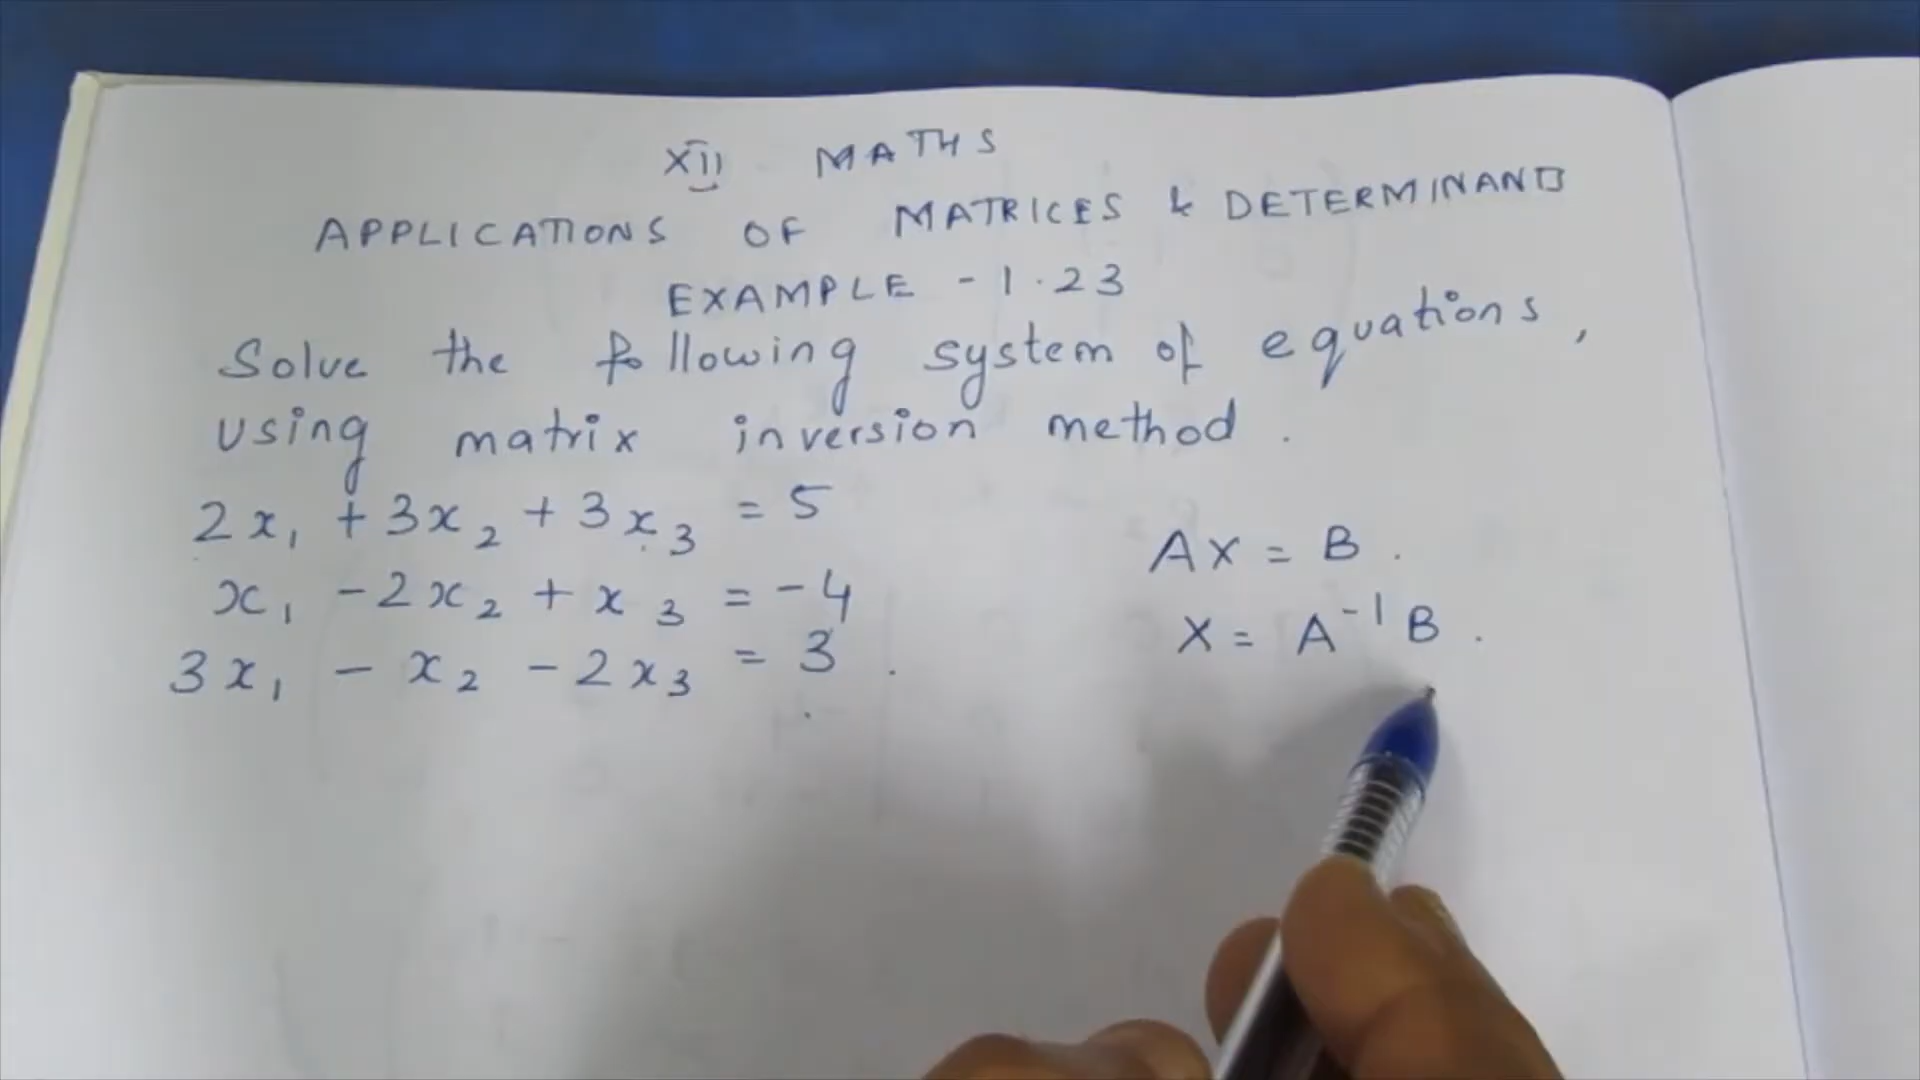 XII MATHS
APPLICATIONS OF MATRICES & DETERMINANTS
EXAMPLE - 1.23
Solve the following system of equations,
using matrix inversion method.
2x₁ + 3x₂ + 3x₃ = 5
x₁ - 2x₂ + x₃ = -4
3x₁ - x₂ - 2x₃ = 3.
AX = B.
X = A⁻¹B.